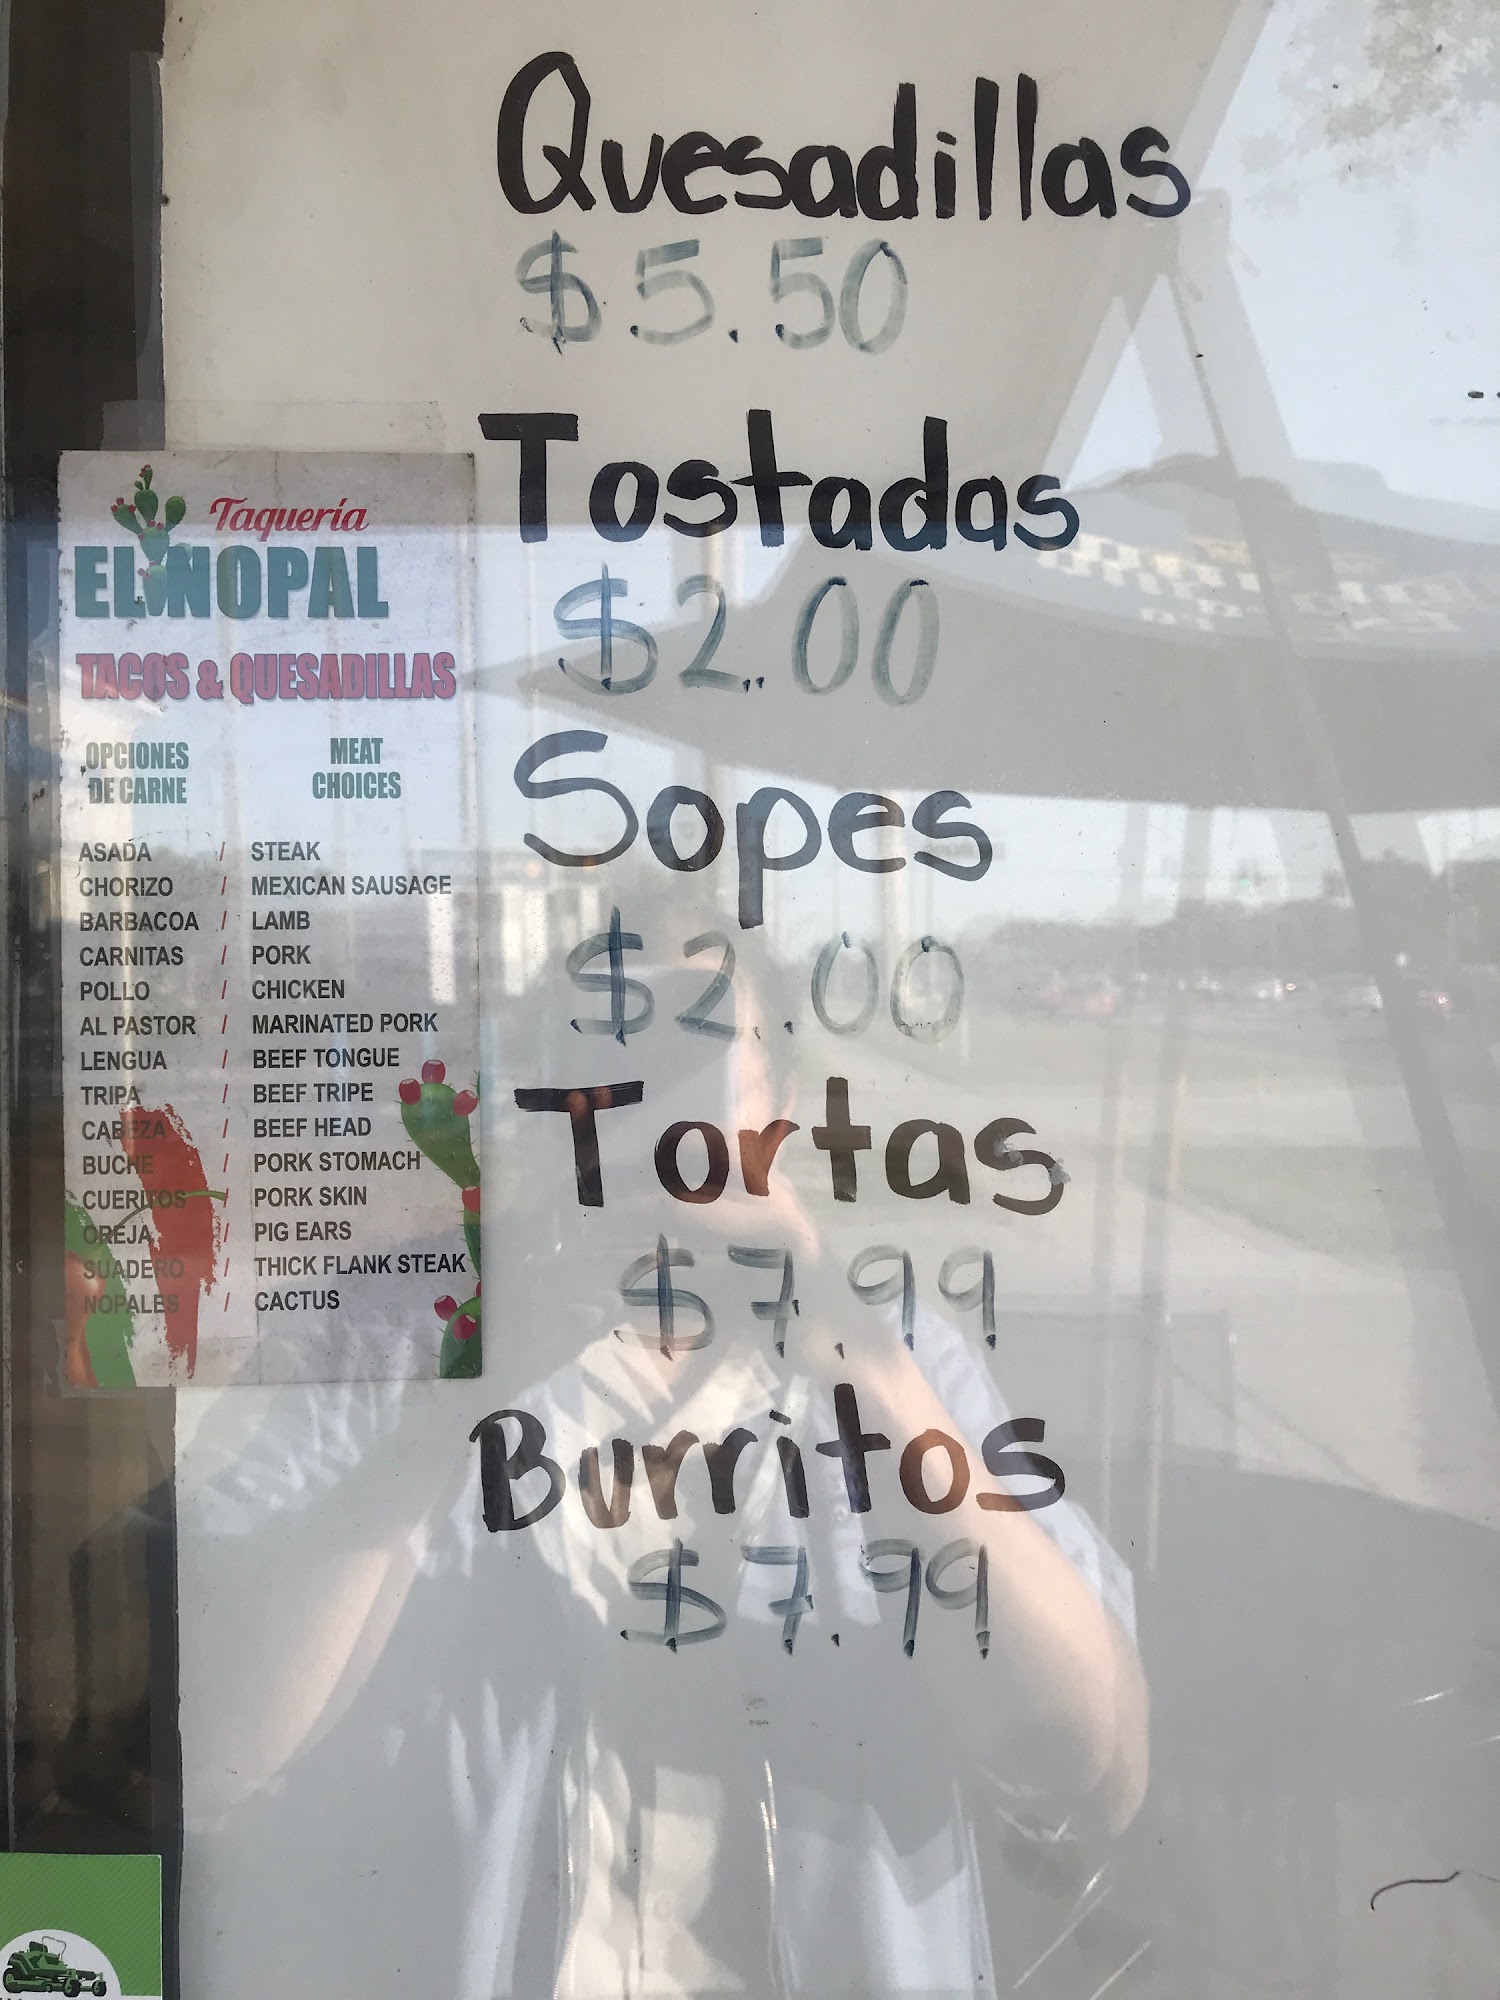 Quesadillas
$5.50
Tostadas
$2.00
Sopes
$2.00
Tortas
$7.99
Burritos
$7.99
Taquería
EL NOPAL
TACOS & QUESADILLAS
OPCIONES DE CARNE
MEAT CHOICES
ASADA / STEAK
CHORIZO / MEXICAN SAUSAGE
BARBACOA / LAMB
CARNITAS / PORK
POLLO / CHICKEN
AL PASTOR / MARINATED PORK
LENGUA / BEEF TONGUE
TRIPA / BEEF TRIPE
CABEZA / BEEF HEAD
BUCHE / PORK STOMACH
CUERITOS / PORK SKIN
OREJA / PIG EARS
SUADERO / THICK FLANK STEAK
NOPALES / CACTUS